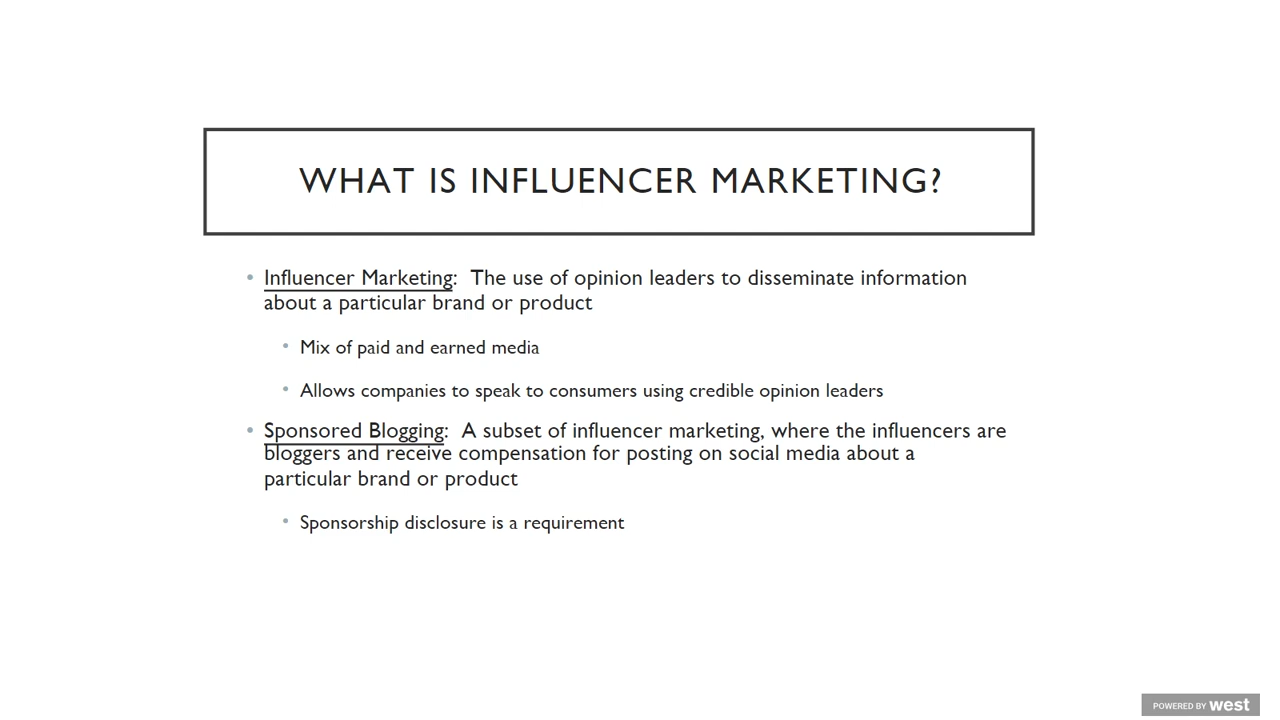 WHAT IS INFLUENCER MARKETING?
• Influencer Marketing:  The use of opinion leaders to disseminate information
about a particular brand or product
• Mix of paid and earned media
• Allows companies to speak to consumers using credible opinion leaders
• Sponsored Blogging:  A subset of influencer marketing, where the influencers are
bloggers and receive compensation for posting on social media about a
particular brand or product
• Sponsorship disclosure is a requirement
POWERED BY west